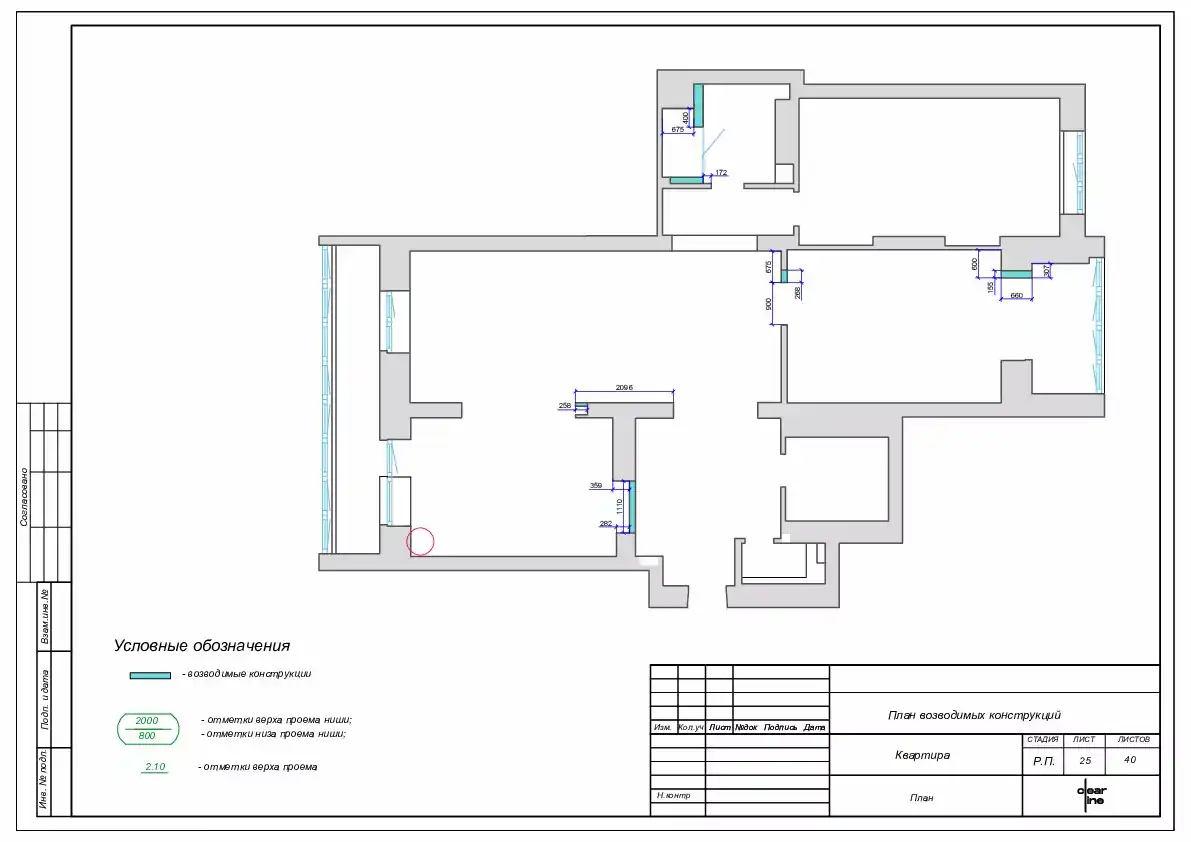 400
675
172
675
268
900
600
155
307
660
2096
258
359
1110
282
Согласовано
Взам.инв.№
Подп. и дата
Инв. № подл.
Условные обозначения
- возводимые конструкции
2000
800
- отметки верха проема, ниши;
- отметки низа проема, ниши;
2.10
- отметки верха проема
Изм. Кол.уч Лист №док Подпись Дата
Н.контр
План возводимых конструкций
Квартира
СТАДИЯ ЛИСТ ЛИСТОВ
Р.П. 25 40
План
clear
line